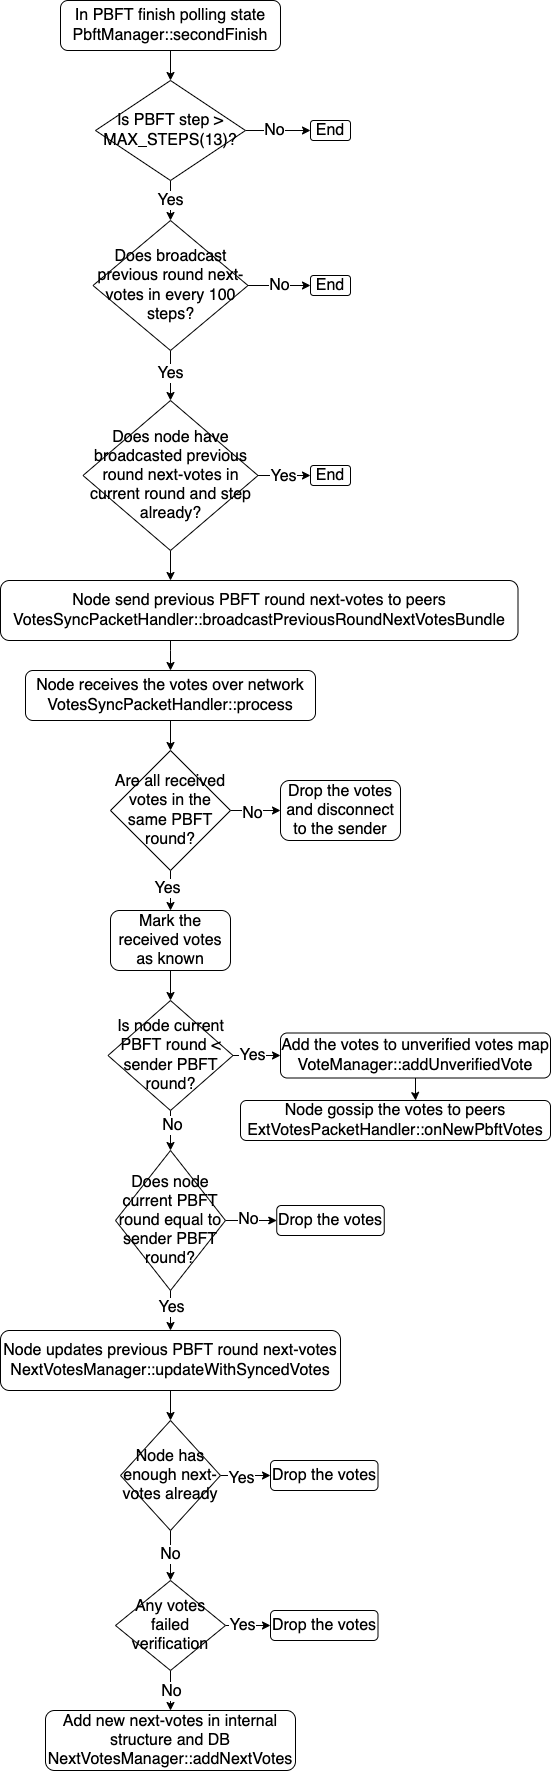 In PBFT finish polling state
PbftManager::secondFinish
Is PBFT step >
MAX_STEPS(13)?
No
End
Yes
Does broadcast
previous round next-
votes in every 100
steps?
No
End
Yes
Does node have
broadcasted previous
round next-votes in
current round and step
already?
Yes
End
Node send previous PBFT round next-votes to peers
VotesSyncPacketHandler::broadcastPreviousRoundNextVotesBundle
Node receives the votes over network
VotesSyncPacketHandler::process
Are all received
votes in the
same PBFT
round?
No
Drop the votes
and disconnect
to the sender
Yes
Mark the
received votes
as known
Is node current
PBFT round <
sender PBFT
round?
Yes
Add the votes to unverified votes map
VoteManager::addUnverifiedVote
Node gossip the votes to peers
ExtVotesPacketHandler::onNewPbftVotes
No
Does node
current PBFT
round equal to
sender PBFT
round?
No
Drop the votes
Yes
Node updates previous PBFT round next-votes
NextVotesManager::updateWithSyncedVotes
Node has
enough next-
votes already
Yes
Drop the votes
No
Any votes
failed
verification
Yes
Drop the votes
No
Add new next-votes in internal
structure and DB
NextVotesManager::addNextVotes